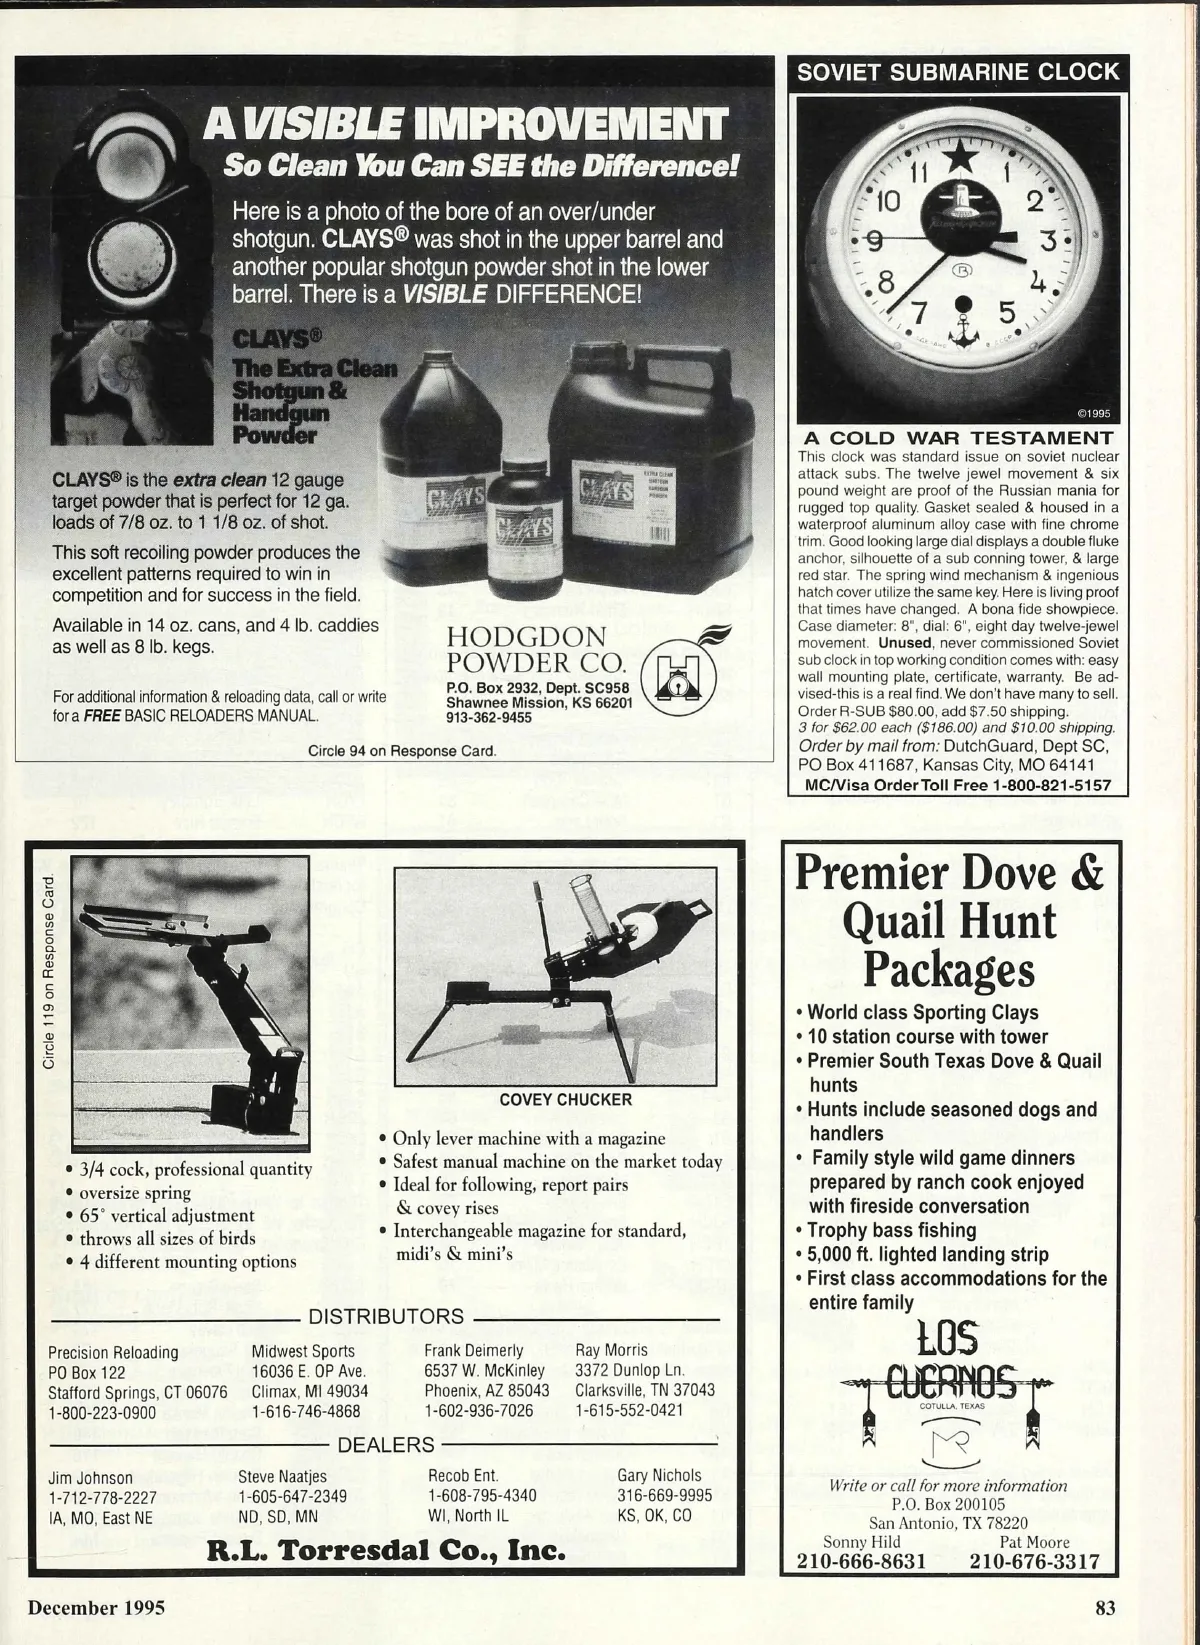 A VISIBLE IMPROVEMENT
So Clean You Can SEE the Difference!
Here is a photo of the bore of an over/under
shotgun. CLAYS® was shot in the upper barrel and
another popular shotgun powder shot in the lower
barrel. There is a VISIBLE DIFFERENCE!
CLAYS®
The Extra Clean
Shotgun &
Handgun
Powder
CLAYS
CLAYS
CLAYS
EXTRA CLEAN
SHOTGUN
HANDGUN
POWDER
CLAYS® is the extra clean 12 gauge
target powder that is perfect for 12 ga.
loads of 7/8 oz. to 1 1/8 oz. of shot.
This soft recoiling powder produces the
excellent patterns required to win in
competition and for success in the field.
Available in 14 oz. cans, and 4 lb. caddies
as well as 8 lb. kegs.
For additional information & reloading data, call or write
for a FREE BASIC RELOADERS MANUAL.
HODGDON
POWDER CO.
P.O. Box 2932, Dept. SC958
Shawnee Mission, KS 66201
913-362-9455
Circle 94 on Response Card.
SOVIET SUBMARINE CLOCK
11 1
10 2
9 3
8 4
7 5
©1995
A COLD WAR TESTAMENT
This clock was standard issue on soviet nuclear
attack subs. The twelve jewel movement & six
pound weight are proof of the Russian mania for
rugged top quality. Gasket sealed & housed in a
waterproof aluminum alloy case with fine chrome
trim. Good looking large dial displays a double fluke
anchor, silhouette of a sub conning tower, & large
red star. The spring wind mechanism & ingenious
hatch cover utilize the same key. Here is living proof
that times have changed. A bona fide showpiece.
Case diameter: 8", dial: 6", eight day twelve-jewel
movement. Unused, never commissioned Soviet
sub clock in top working condition comes with: easy
wall mounting plate, certificate, warranty. Be ad-
vised-this is a real find. We don't have many to sell.
Order R-SUB $80.00, add $7.50 shipping.
3 for $62.00 each ($186.00) and $10.00 shipping.
Order by mail from: DutchGuard, Dept SC,
PO Box 411687, Kansas City, MO 64141
MC/Visa Order Toll Free 1-800-821-5157
Circle 119 on Response Card.
• 3/4 cock, professional quantity
• oversize spring
• 65° vertical adjustment
• throws all sizes of birds
• 4 different mounting options
COVEY CHUCKER
• Only lever machine with a magazine
• Safest manual machine on the market today
• Ideal for following, report pairs
& covey rises
• Interchangeable magazine for standard,
midi's & mini's
DISTRIBUTORS
Precision Reloading
PO Box 122
Stafford Springs, CT 06076
1-800-223-0900
Midwest Sports
16036 E. OP Ave.
Climax, MI 49034
1-616-746-4868
Frank Deimerly
6537 W. McKinley
Phoenix, AZ 85043
1-602-936-7026
Ray Morris
3372 Dunlop Ln.
Clarksville, TN 37043
1-615-552-0421
DEALERS
Jim Johnson
1-712-778-2227
IA, MO, East NE
Steve Naatjes
1-605-647-2349
ND, SD, MN
Recob Ent.
1-608-795-4340
WI, North IL
Gary Nichols
316-669-9995
KS, OK, CO
R.L. Torresdal Co., Inc.
Premier Dove &
Quail Hunt
Packages
• World class Sporting Clays
• 10 station course with tower
• Premier South Texas Dove & Quail
hunts
• Hunts include seasoned dogs and
handlers
• Family style wild game dinners
prepared by ranch cook enjoyed
with fireside conversation
• Trophy bass fishing
• 5,000 ft. lighted landing strip
• First class accommodations for the
entire family
LOS
CUERNOS
COTULLA, TEXAS
Write or call for more information
P.O. Box 200105
San Antonio, TX 78220
Sonny Hild Pat Moore
210-666-8631 210-676-3317
December 1995
83